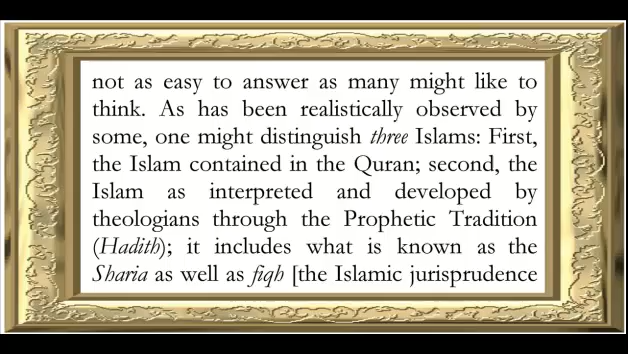 not as easy to answer as many might like to
think. As has been realistically observed by
some, one might distinguish three Islams: First,
the Islam contained in the Quran; second, the
Islam as interpreted and developed by
theologians through the Prophetic Tradition
(Hadith); it includes what is known as the
Sharia as well as fiqh [the Islamic jurisprudence